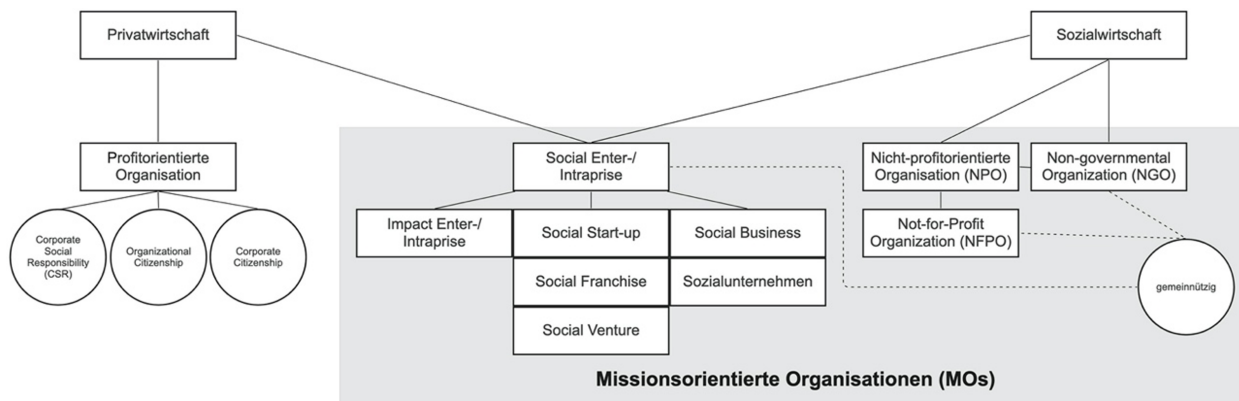 Privatwirtschaft
Sozialwirtschaft
Profitorientierte
Organisation
Social Enter-/
Intraprise
Nicht-profitorientierte
Organisation (NPO)
Non-governmental
Organization (NGO)
Corporate
Social
Responsibility
(CSR)
Organizational
Citizenship
Corporate
Citizenship
Impact Enter-/
Intraprise
Social Start-up
Social Business
Not-for-Profit
Organization (NFPO)
Social Franchise
Sozialunternehmen
gemeinnützig
Social Venture
Missionsorientierte Organisationen (MOs)